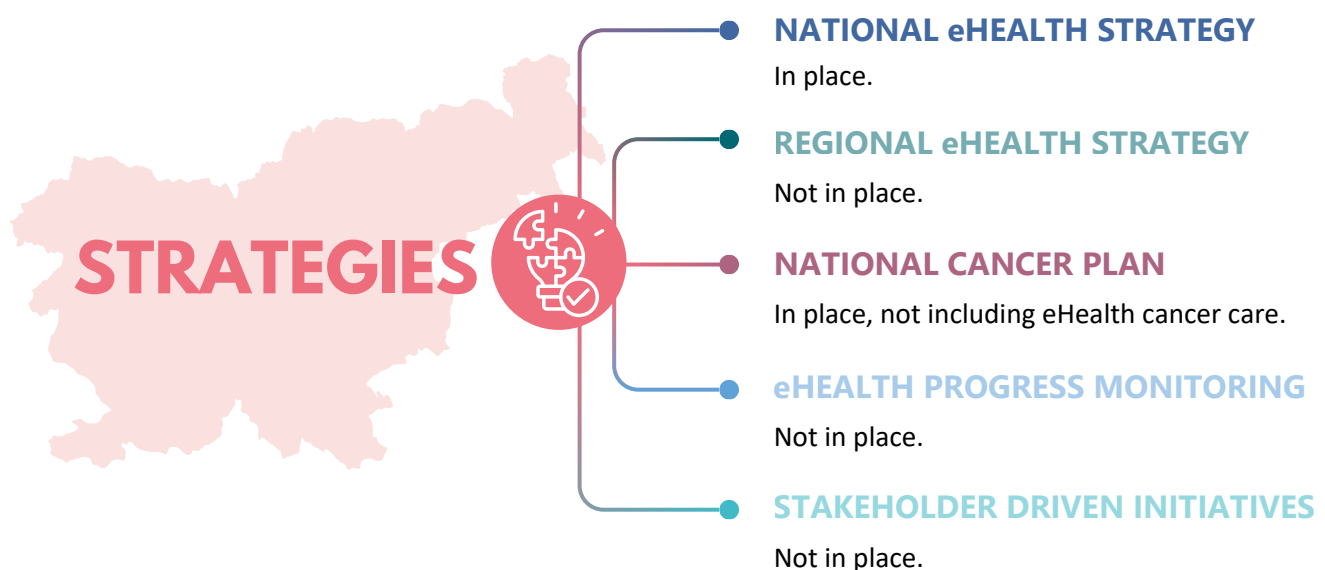 STRATEGIES
NATIONAL eHEALTH STRATEGY
In place.
REGIONAL eHEALTH STRATEGY
Not in place.
NATIONAL CANCER PLAN
In place, not including eHealth cancer care.
eHEALTH PROGRESS MONITORING
Not in place.
STAKEHOLDER DRIVEN INITIATIVES
Not in place.